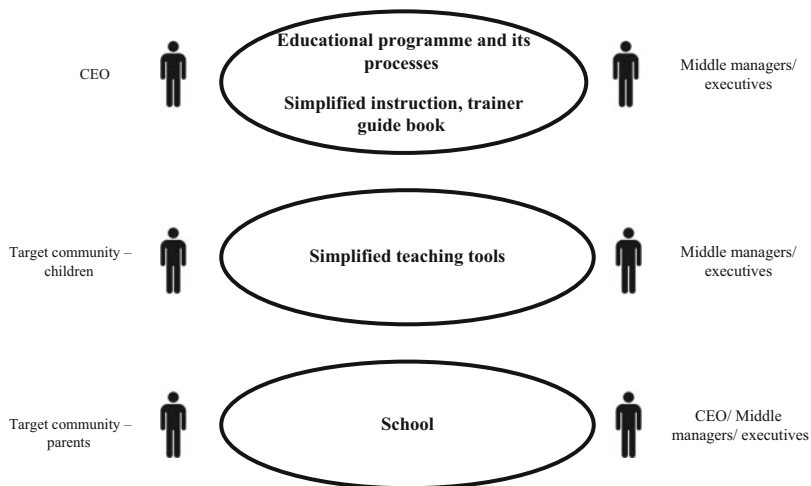 CEO
Educational programme and its
processes
Simplified instruction, trainer
guide book
Middle managers/
executives
Target community –
children
Simplified teaching tools
Middle managers/
executives
Target community –
parents
School
CEO/ Middle
managers/ executives